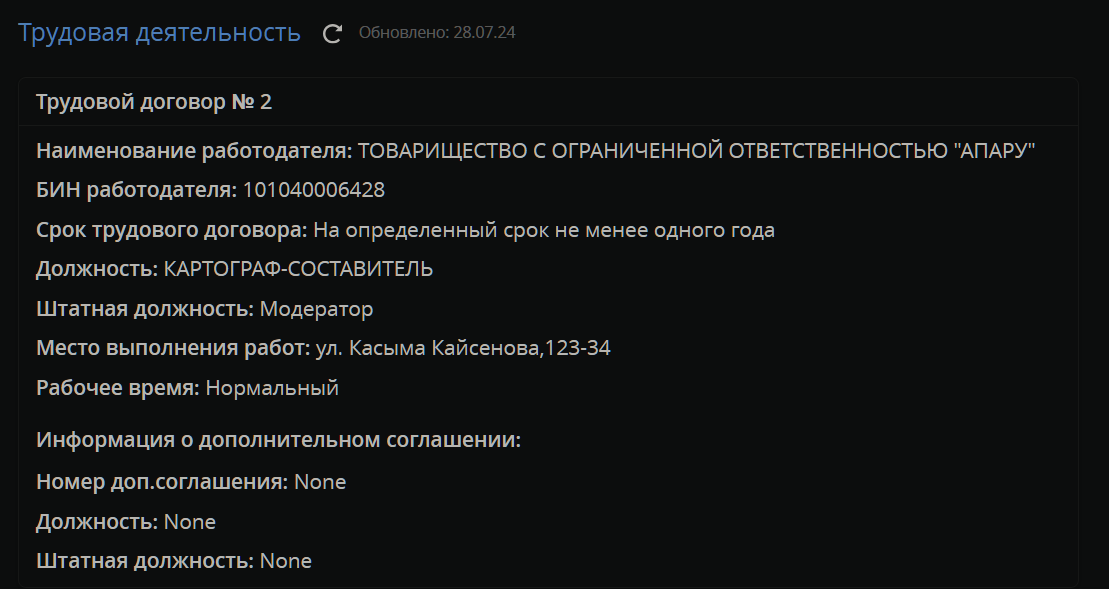 Трудовая деятельность Обновлено: 28.07.24
Трудовой договор № 2
Наименование работодателя: ТОВАРИЩЕСТВО С ОГРАНИЧЕННОЙ ОТВЕТСТВЕННОСТЬЮ "АПАРУ"
БИН работодателя: 101040006428
Срок трудового договора: На определенный срок не менее одного года
Должность: КАРТОГРАФ-СОСТАВИТЕЛЬ
Штатная должность: Модератор
Место выполнения работ: ул. Касыма Кайсенова,123-34
Рабочее время: Нормальный
Информация о дополнительном соглашении:
Номер доп.соглашения: None
Должность: None
Штатная должность: None